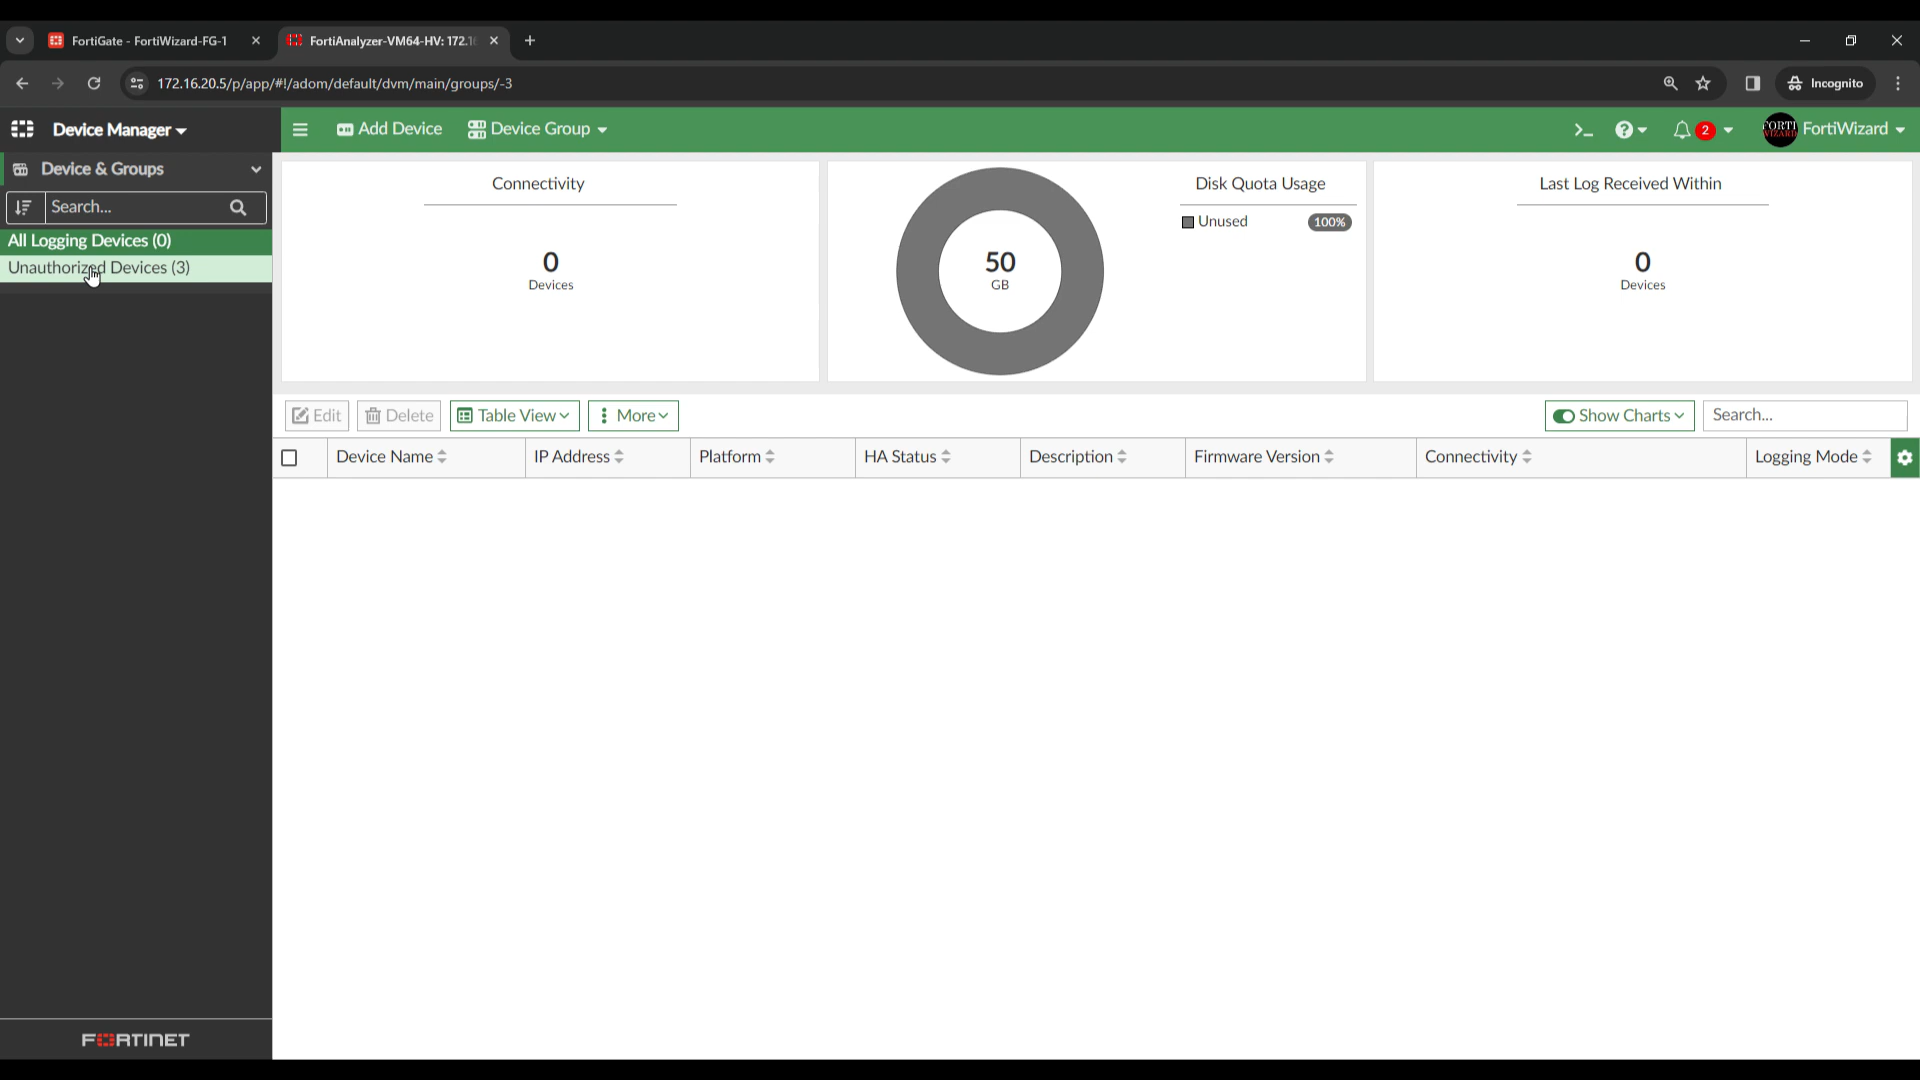 FortiGate - FortiWizard-FG-1
FortiAnalyzer-VM64-HV: 172.1
172.16.20.5/p/app/#!/adom/default/dvm/main/groups/-3
Incognito
Device Manager
Add Device
Device Group
>_
?
2
FORTI
WIZARD
FortiWizard
Device & Groups
Search...
All Logging Devices (0)
Unauthorized Devices (3)
Connectivity
0
Devices
50
GB
Disk Quota Usage
Unused 100%
Last Log Received Within
0
Devices
Edit
Delete
Table View
More
Show Charts
Search...
Device Name
IP Address
Platform
HA Status
Description
Firmware Version
Connectivity
Logging Mode
FORTINET